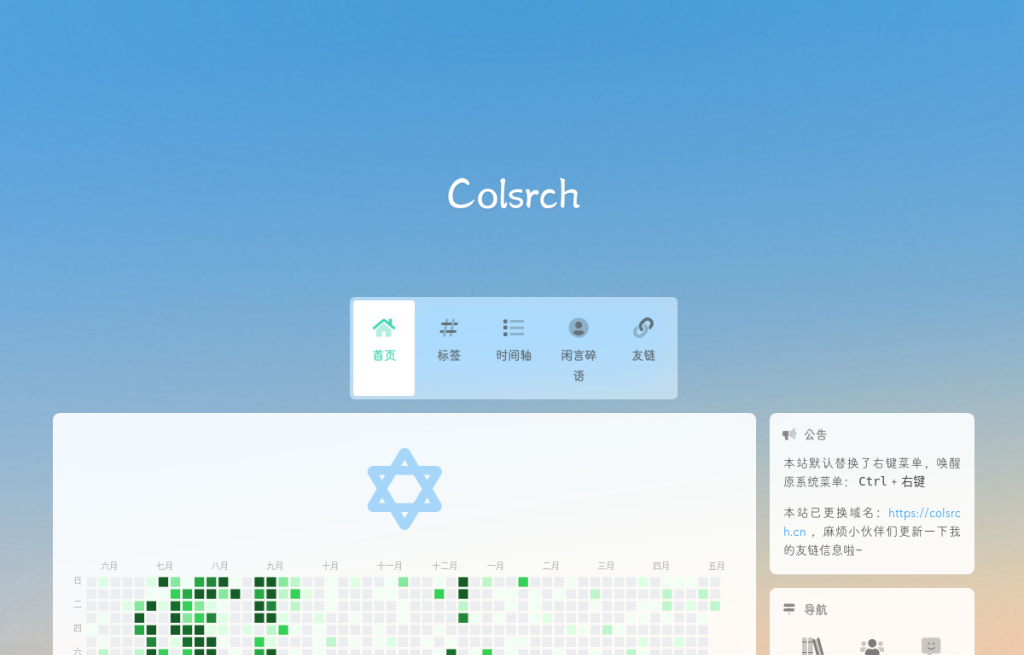 Colsrch
首页
标签
时间轴
闲言碎
语
友链
公告
本站默认替换了右键菜单，唤醒
原系统菜单： Ctrl + 右键
本站已更换域名：https://colsrc
h.cn ，麻烦小伙伴们更新一下我
的友链信息啦~
六月 七月 八月 九月 十月 十一月 十二月 一月 二月 三月 四月 五月
日
二
四
六
导航